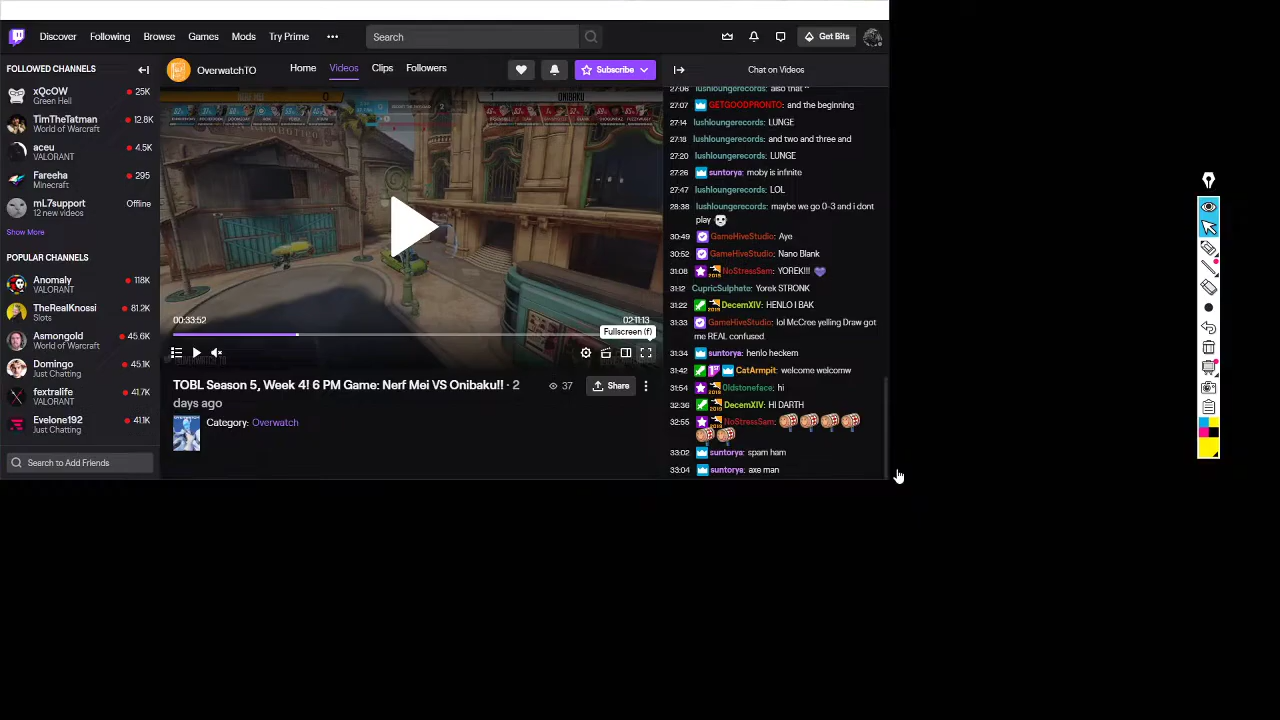 Discover Following Browse Games Mods Try Prime ••• Search Get Bits
FOLLOWED CHANNELS
xQcOW 25K
Green Hell
TimTheTatman 12.8K
World of Warcraft
aceu 4.5K
VALORANT
Fareeha 295
Minecraft
mL7support Offline
12 new videos
Show More
POPULAR CHANNELS
Anomaly 118K
VALORANT
TheRealKnossi 81.2K
Slots
Asmongold 45.6K
World of Warcraft
Domingo 45.1K
Just Chatting
fextralife 41.7K
VALORANT
Evelone192 41.1K
Just Chatting
Search to Add Friends
OverwatchTO Home Videos Clips Followers Subscribe
1 ONIBAKU
00:33:52 02:11:13
Fullscreen (f)
TOBL Season 5, Week 4! 6 PM Game: Nerf Mei VS Onibaku!! · 2
days ago
37 Share
Category: Overwatch
Chat on Videos
27:06 lushloungerecords: also that ^
27:07 GETGOODPRONTO: and the beginning
27:14 lushloungerecords: LUNGE
27:18 lushloungerecords: and two and three and
27:20 lushloungerecords: LUNGE
27:26 suntorya: moby is infinite
27:47 lushloungerecords: LOL
28:38 lushloungerecords: maybe we go 0-3 and i dont
play
30:49 GameHiveStudio: Aye
30:52 GameHiveStudio: Nano Blank
31:08 NoStressSam: YOREK!!!
31:12 CupricSulphate: Yorek STRONK
31:22 DecemXIV: HENLO I BAK
31:33 GameHiveStudio: lol McCree yelling Draw got
me REAL confused
31:34 suntorya: henlo heckem
31:42 CatArmpit: welcome welcomw
31:54 Oldstoneface: hi
32:36 DecemXIV: HI DARTH
32:55 NoStressSam:
33:02 suntorya: spam ham
33:04 suntorya: axe man